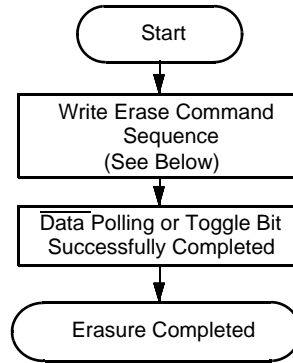 Start
Write Erase Command
Sequence
(See Below)
Data Polling or Toggle Bit
Successfully Completed
Erasure Completed